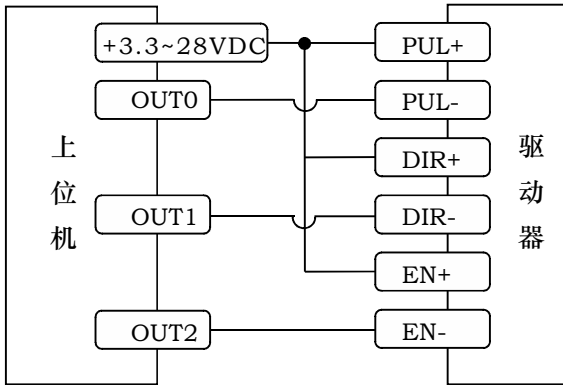 +3.3~28VDC
PUL+
OUT0
PUL-
DIR+
OUT1
DIR-
EN+
OUT2
EN-
上
位
机
驱
动
器